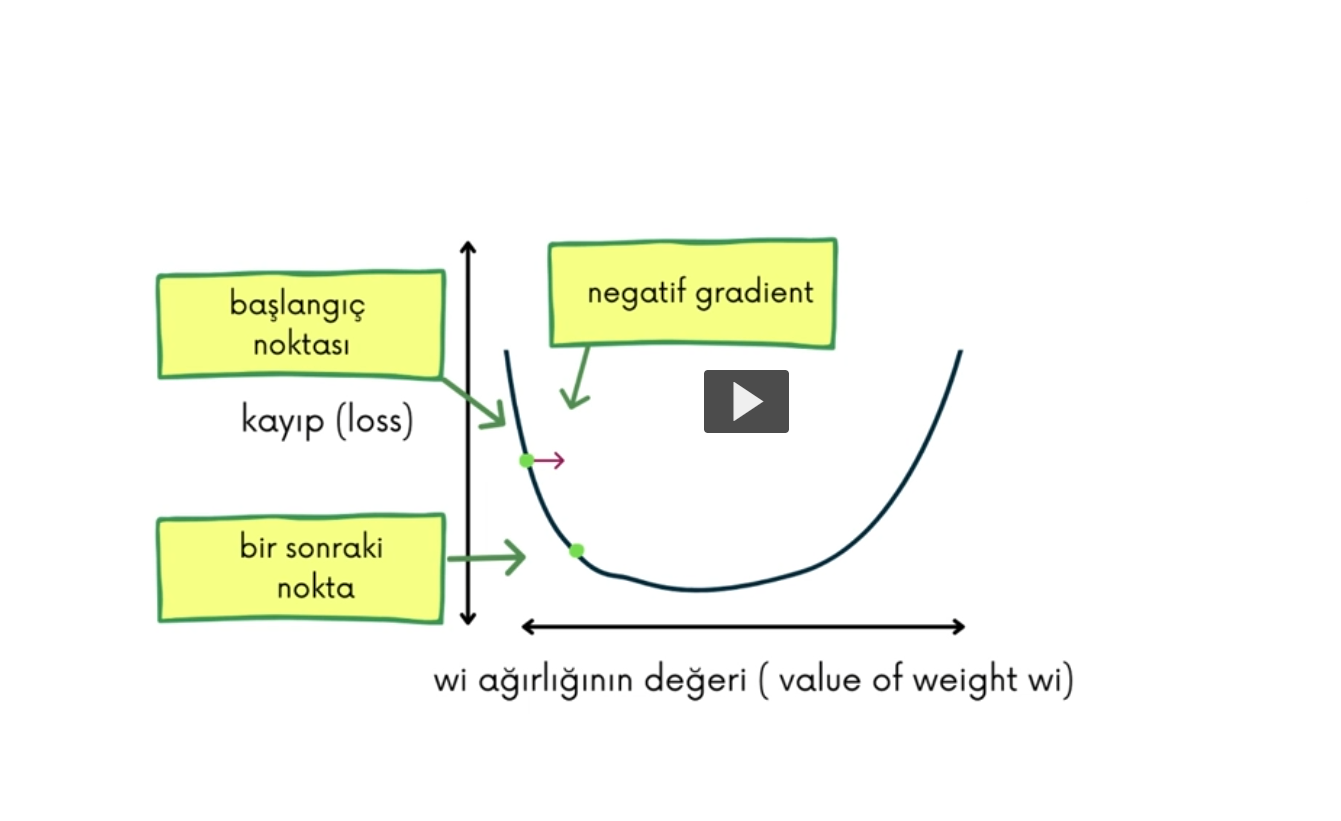 başlangıç
noktası
negatif gradient
kayıp (loss)
bir sonraki
nokta
wi ağırlığının değeri ( value of weight wi)